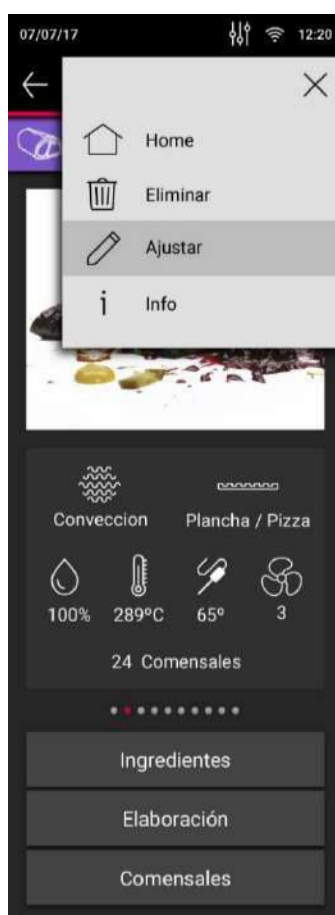 07/07/17 12:20
Home
Eliminar
Ajustar
i Info
Conveccion Plancha / Pizza
100% 289ºC 65º 3
24 Comensales
Ingredientes
Elaboración
Comensales